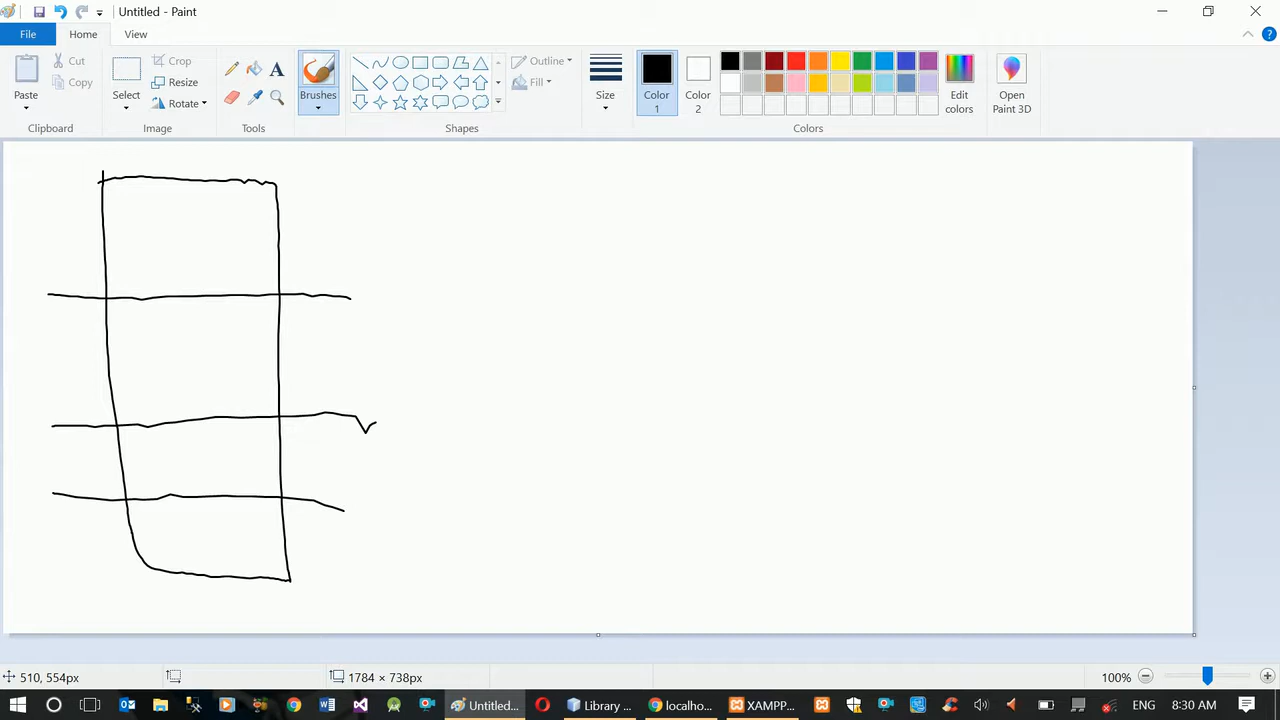 Untitled - Paint
File
Home
View
Paste
Cut
Copy
Clipboard
Select
Crop
Resize
Rotate
Image
A
Tools
Brushes
Outline
Fill
Shapes
Size
Color
1
Color
2
Edit
colors
Colors
Open
Paint 3D
?
510, 554px
1784 × 738px
100%
Untitled...
Library ...
localho...
XAMPP...
ENG
8:30 AM